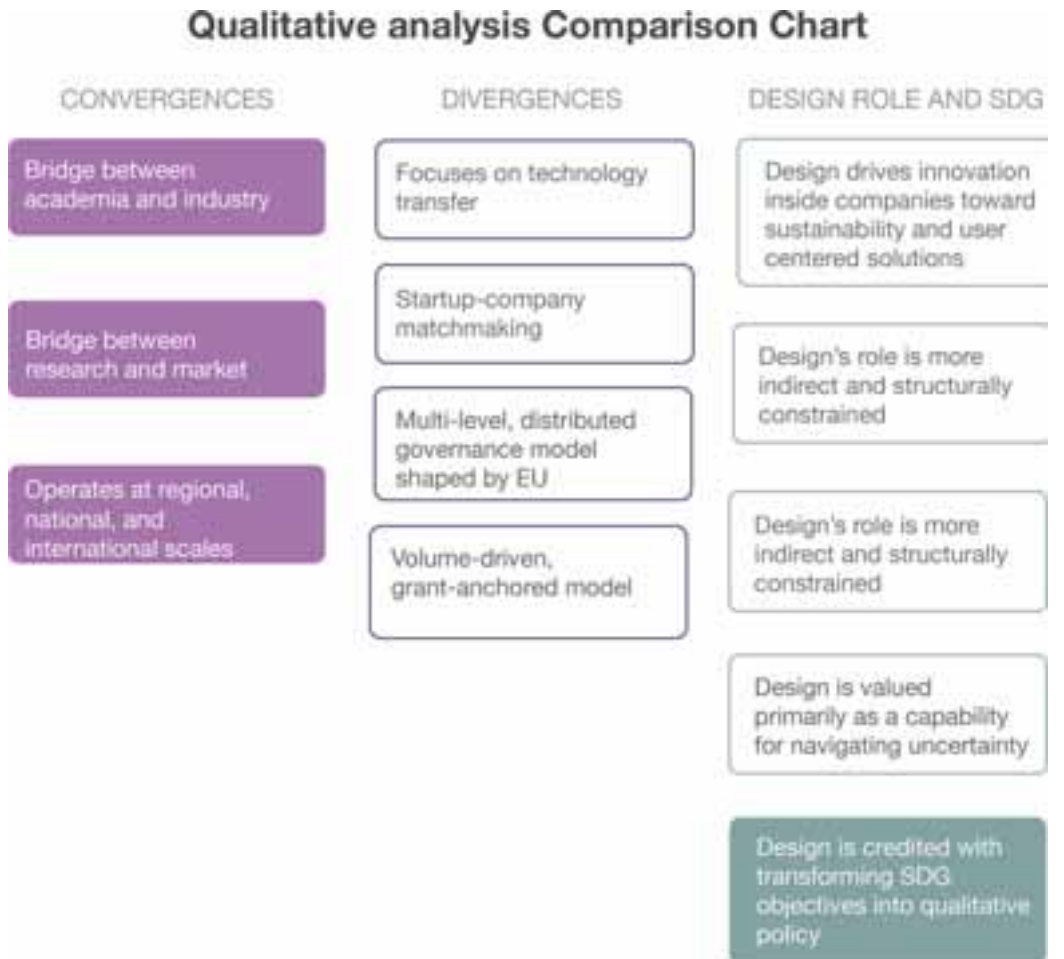 Qualitative analysis Comparison Chart
CONVERGENCES
Bridge between
academia and industry
Bridge between
research and market
Operates at regional,
national, and
international scales
DIVERGENCES
Focuses on technology
transfer
Startup-company
matchmaking
Multi-level, distributed
governance model
shaped by EU
Volume-driven,
grant-anchored model
DESIGN ROLE AND SDG
Design drives innovation
inside companies toward
sustainability and user
centered solutions
Design's role is more
indirect and structurally
constrained
Design's role is more
indirect and structurally
constrained
Design is valued
primarily as a capability
for navigating uncertainty
Design is credited with
transforming SDG
objectives into qualitative
policy